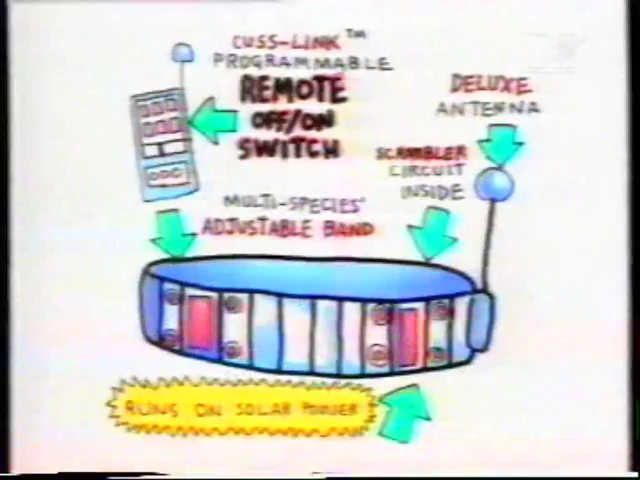 CUSS-LINK™
PROGRAMMABLE
REMOTE
OFF/ON
SWITCH
DELUXE
ANTENNA
SCRAMBLER
CIRCUIT
INSIDE
MULTI-SPECIES'
ADJUSTABLE BAND
RUNS ON SOLAR POWER